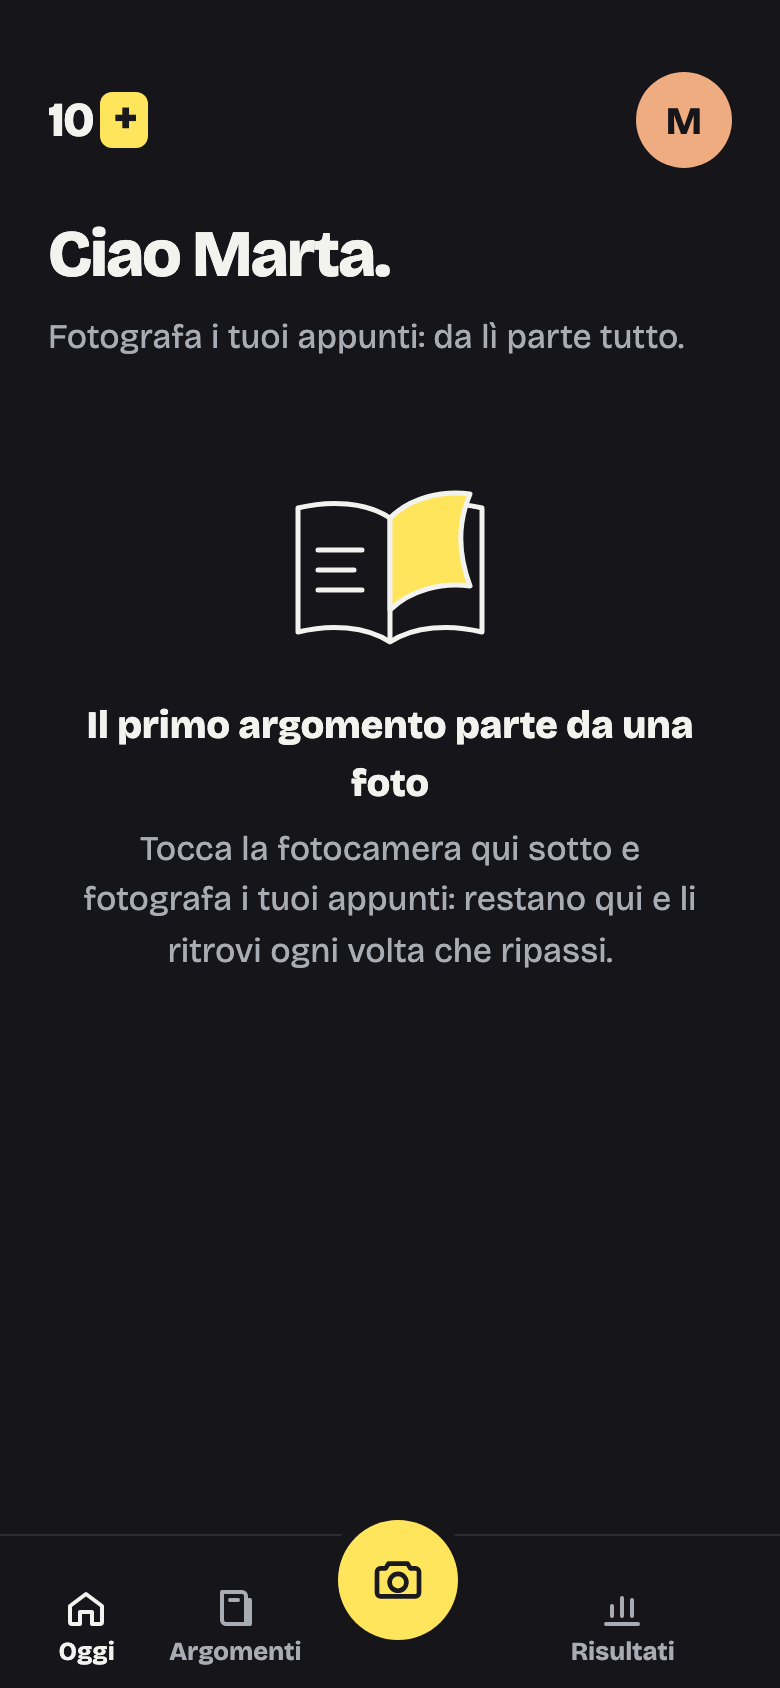 10+
M
Ciao Marta.
Fotografa i tuoi appunti: da lì parte tutto.
Il primo argomento parte da una
foto
Tocca la fotocamera qui sotto e
fotografa i tuoi appunti: restano qui e li
ritrovi ogni volta che ripassi.
Oggi
Argomenti
Risultati